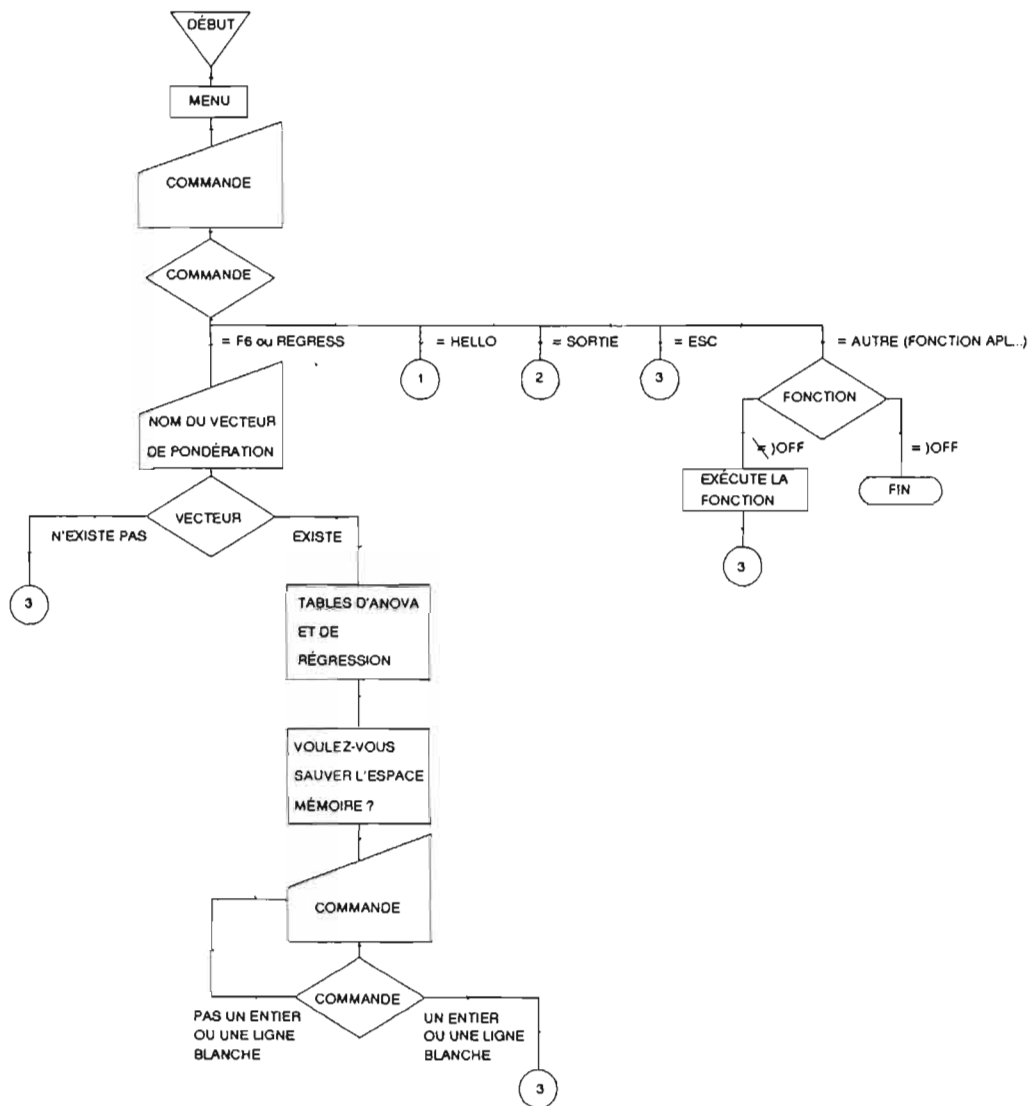 DÉBUT
MENU
COMMANDE
COMMANDE
= F6 ou REGRESS
= HELLO
= SORTIE
= ESC
= AUTRE (FONCTION APL...)
1
2
3
FONCTION
NOM DU VECTEUR
DE PONDÉRATION
≠ )OFF
= )OFF
EXÉCUTE LA
FONCTION
FIN
VECTEUR
N'EXISTE PAS
EXISTE
3
3
TABLES D'ANOVA
ET DE
RÉGRESSION
VOULEZ-VOUS
SAUVER L'ESPACE
MÉMOIRE ?
COMMANDE
COMMANDE
PAS UN ENTIER
OU UNE LIGNE
BLANCHE
UN ENTIER
OU UNE LIGNE
BLANCHE
3